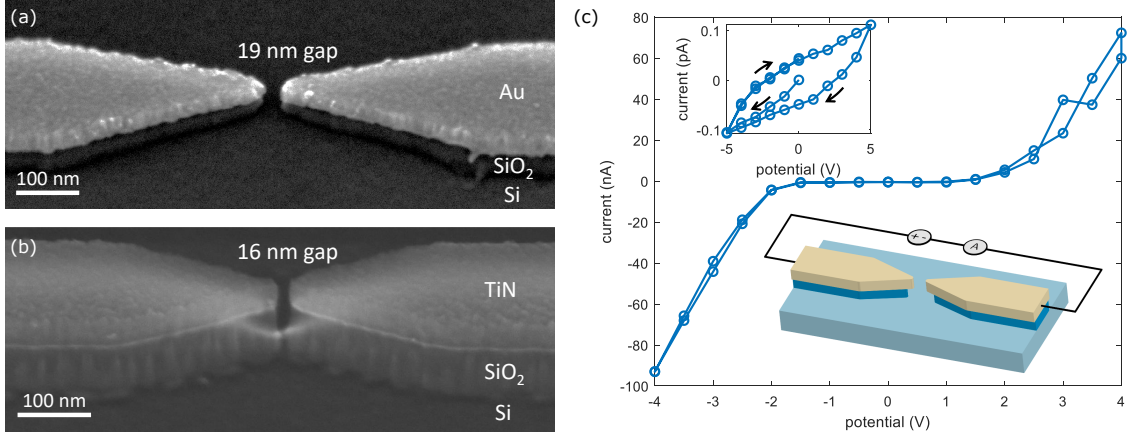 (a)
19 nm gap
Au
SiO₂
Si
100 nm
(b)
16 nm gap
TiN
SiO₂
Si
100 nm
(c)
80
60
40
20
0
-20
-40
-60
-80
-100
current (nA)
-4
-3
-2
-1
0
1
2
3
4
potential (V)
0.1
0
-0.1
current (pA)
-5
0
5
potential (V)
+ -
A